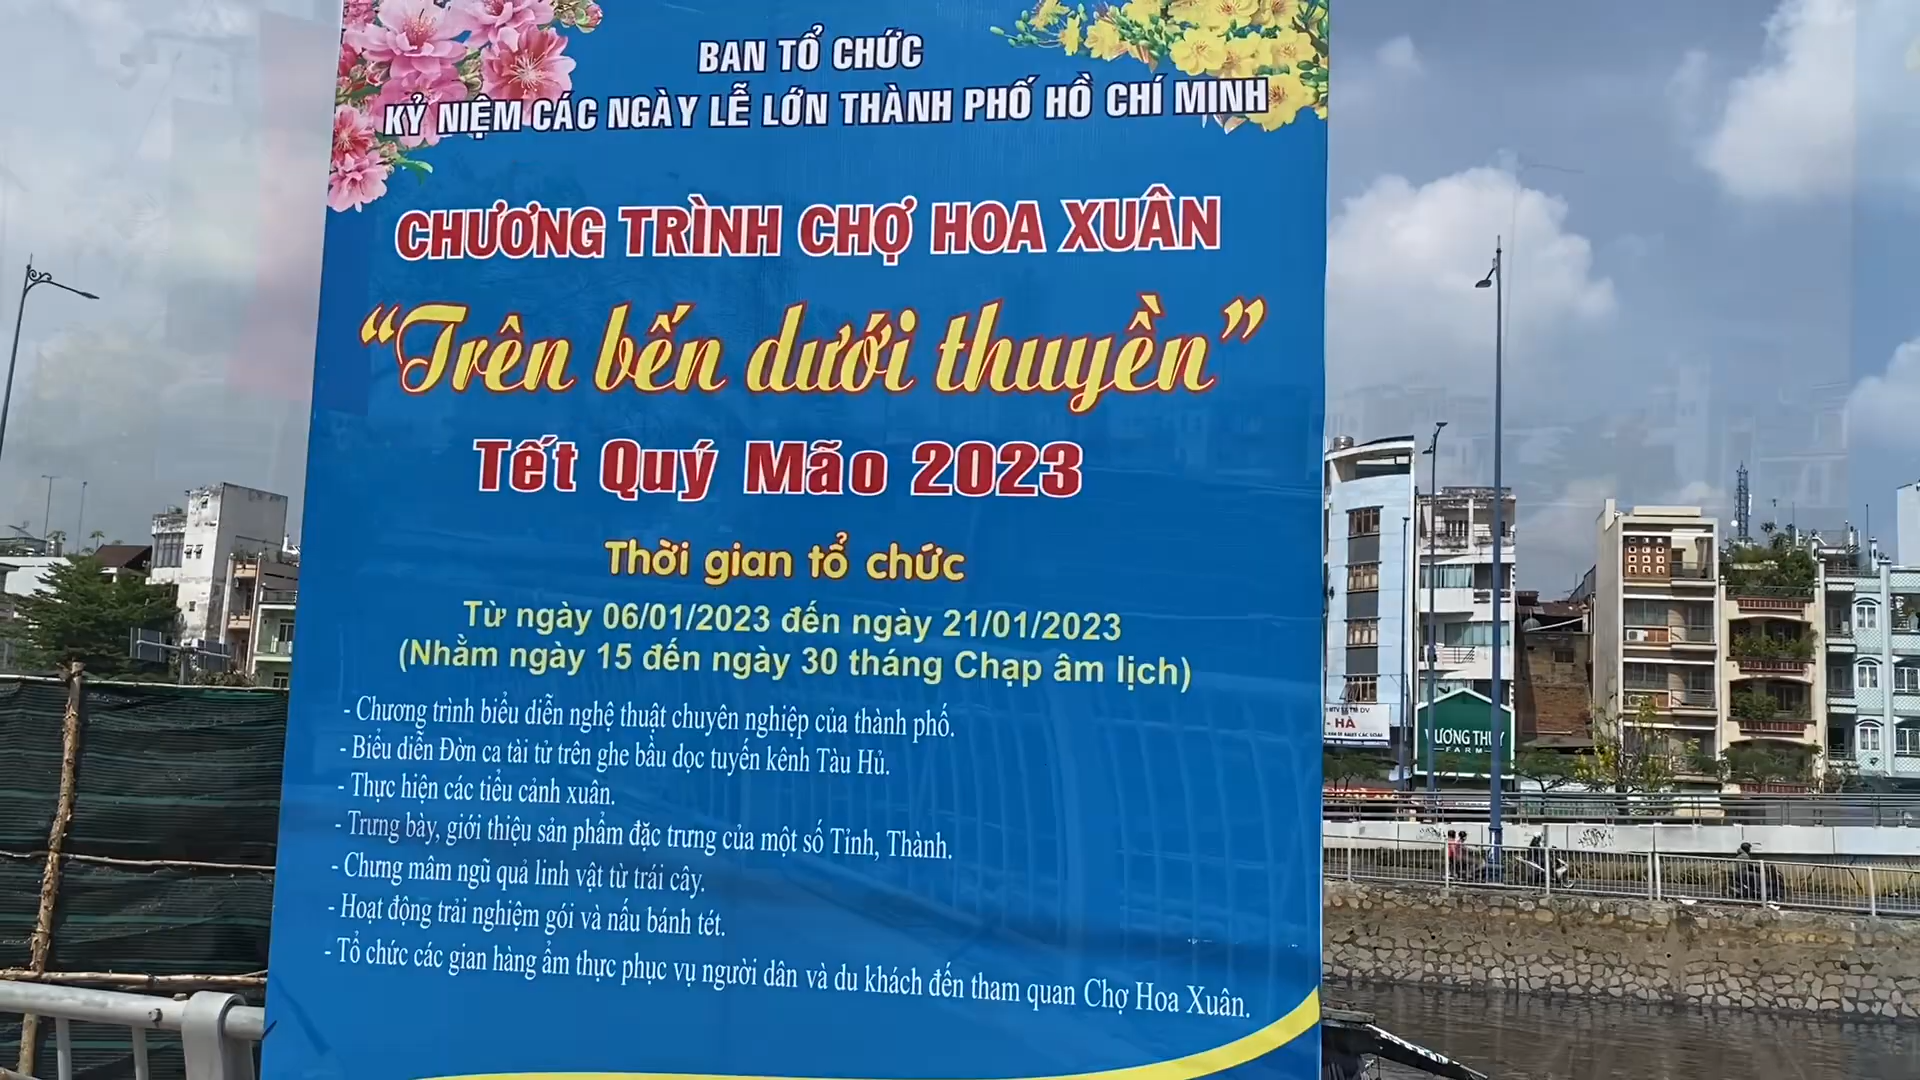 BAN TỔ CHỨC
KỶ NIỆM CÁC NGÀY LỄ LỚN THÀNH PHỐ HỒ CHÍ MINH
CHƯƠNG TRÌNH CHỢ HOA XUÂN
“Trên bến dưới thuyền”
Tết Quý Mão 2023
Thời gian tổ chức
Từ ngày 06/01/2023 đến ngày 21/01/2023
(Nhằm ngày 15 đến ngày 30 tháng Chạp âm lịch)
- Chương trình biểu diễn nghệ thuật chuyên nghiệp của thành phố.
- Biểu diễn Đờn ca tài tử trên ghe bầu dọc tuyến kênh Tàu Hủ.
- Thực hiện các tiểu cảnh xuân.
- Trưng bày, giới thiệu sản phẩm đặc trưng của một số Tỉnh, Thành.
- Chưng mâm ngũ quả linh vật từ trái cây.
- Hoạt động trải nghiệm gói và nấu bánh tét.
- Tổ chức các gian hàng ẩm thực phục vụ người dân và du khách đến tham quan Chợ Hoa Xuân.
- HÀ
FARM